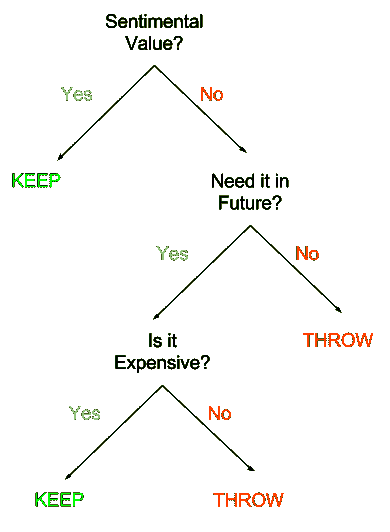 Sentimental
Value?
Yes
No
KEEP
Need it in
Future?
Yes
No
Is it
Expensive?
THROW
Yes
No
KEEP
THROW